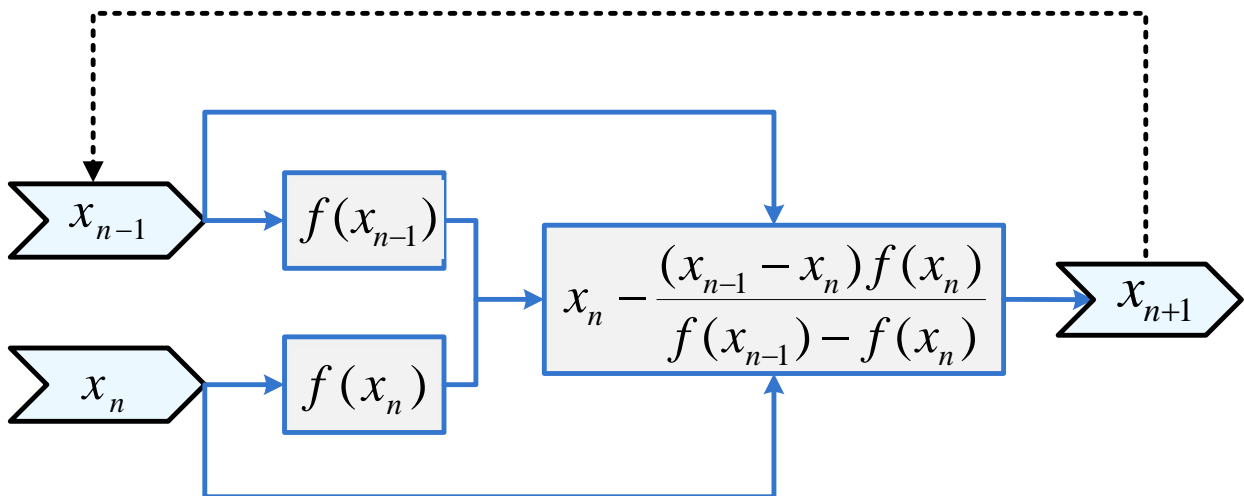 x_{n-1}
f(x_{n-1})
x_n - \frac{(x_{n-1} - x_n) f(x_n)}{f(x_{n-1}) - f(x_n)}
x_{n+1}
x_n
f(x_n)